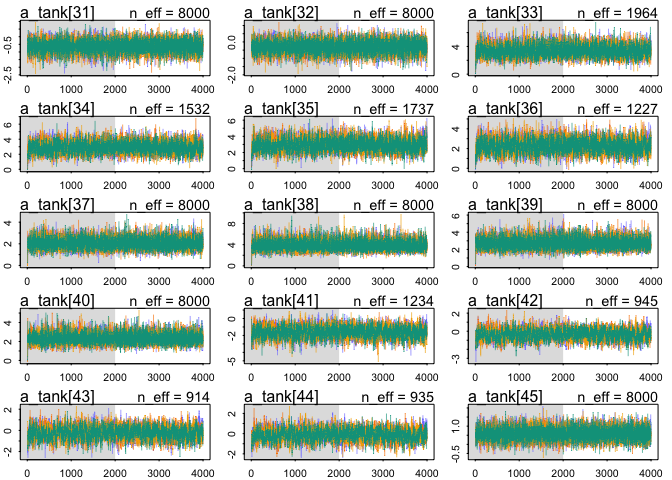 a_tank[31] n_eff = 8000 a_tank[32] n_eff = 8000 a_tank[33] n_eff = 1964
-2.5 -0.5 -2.0 0.0 0 4
0 1000 2000 3000 4000 0 1000 2000 3000 4000 0 1000 2000 3000 4000
a_tank[34] n_eff = 1532 a_tank[35] n_eff = 1737 a_tank[36] n_eff = 1227
0 2 4 6 0 2 4 6 0 2 4
0 1000 2000 3000 4000 0 1000 2000 3000 4000 0 1000 2000 3000 4000
a_tank[37] n_eff = 8000 a_tank[38] n_eff = 8000 a_tank[39] n_eff = 8000
0 2 4 0 4 8 0 2 4 6
0 1000 2000 3000 4000 0 1000 2000 3000 4000 0 1000 2000 3000 4000
a_tank[40] n_eff = 8000 a_tank[41] n_eff = 1234 a_tank[42] n_eff = 945
0 2 4 -5 -2 0 -3 0 2
0 1000 2000 3000 4000 0 1000 2000 3000 4000 0 1000 2000 3000 4000
a_tank[43] n_eff = 914 a_tank[44] n_eff = 935 a_tank[45] n_eff = 8000
-2 0 2 -2 0 2 -0.5 1.0
0 1000 2000 3000 4000 0 1000 2000 3000 4000 0 1000 2000 3000 4000